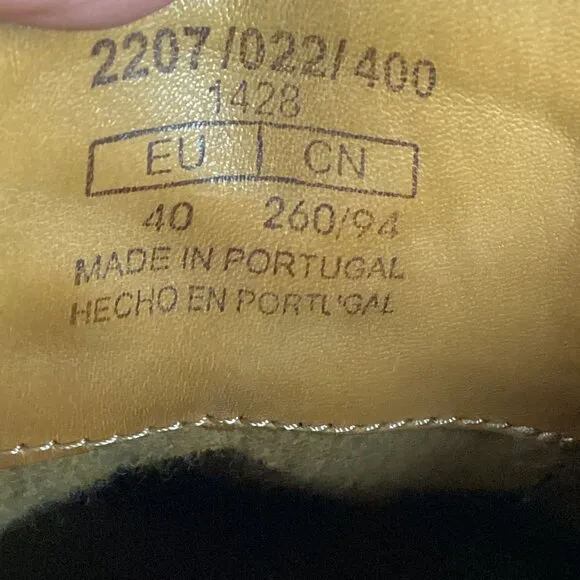 2207/022/400
1428
EU CN
40 260/94
MADE IN PORTUGAL
HECHO EN PORTUGAL